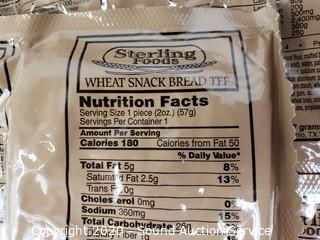 Sterling
Foods
WHEAT SNACK BREAD TFF
Nutrition Facts
Serving Size 1 piece (2oz.) (57g)
Servings Per Container 1
Amount Per Serving
Calories 180 Calories from Fat 50
% Daily Value*
Total Fat 5g 8%
Saturated Fat 2.5g 13%
Trans Fat 0g
Cholesterol 0mg 0%
Sodium 360mg 15%
Total Carbohydrate
Fiber 1g
Copyright 2020 - Sound Auction Service